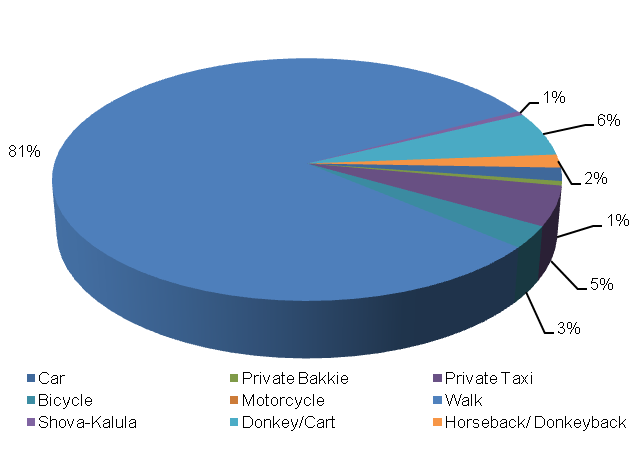 1%
6%
81%
2%
1%
5%
3%
Car Private Bakkie Private Taxi
Bicycle Motorcycle Walk
Shova-Kalula Donkey/Cart Horseback/ Donkeyback